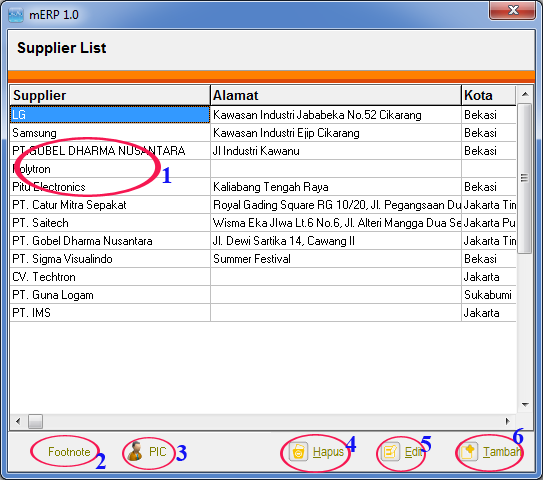 mERP 1.0
Supplier List
Supplier Alamat Kota
LG Kawasan Industri Jababeka No.52 Cikarang Bekasi
Samsung Kawasan Industri Ejip Cikarang Bekasi
PT.GOBEL DHARMA NUSANTARA Jl Industri Kawanu Bekasi
Polytron
1
Pitu Electronics Kaliabang Tengah Raya Bekasi
PT. Catur Mitra Sepakat Royal Gading Square RG 10/20, Jl. Pegangsaan Du Jakarta Tim
PT. Saitech Wisma Eka JIwa Lt.6 No.6, Jl. Alteri Mangga Dua Se Jakarta Pu
PT. Gobel Dharma Nusantara Jl. Dewi Sartika 14, Cawang II Jakarta Tim
PT. Sigma Visualindo Summer Festival Bekasi
CV. Techtron Jakarta
PT. Guna Logam Sukabumi
PT. IMS Jakarta
Footnote 2 PIC 3 Hapus 4 Edit 5 Tambah 6